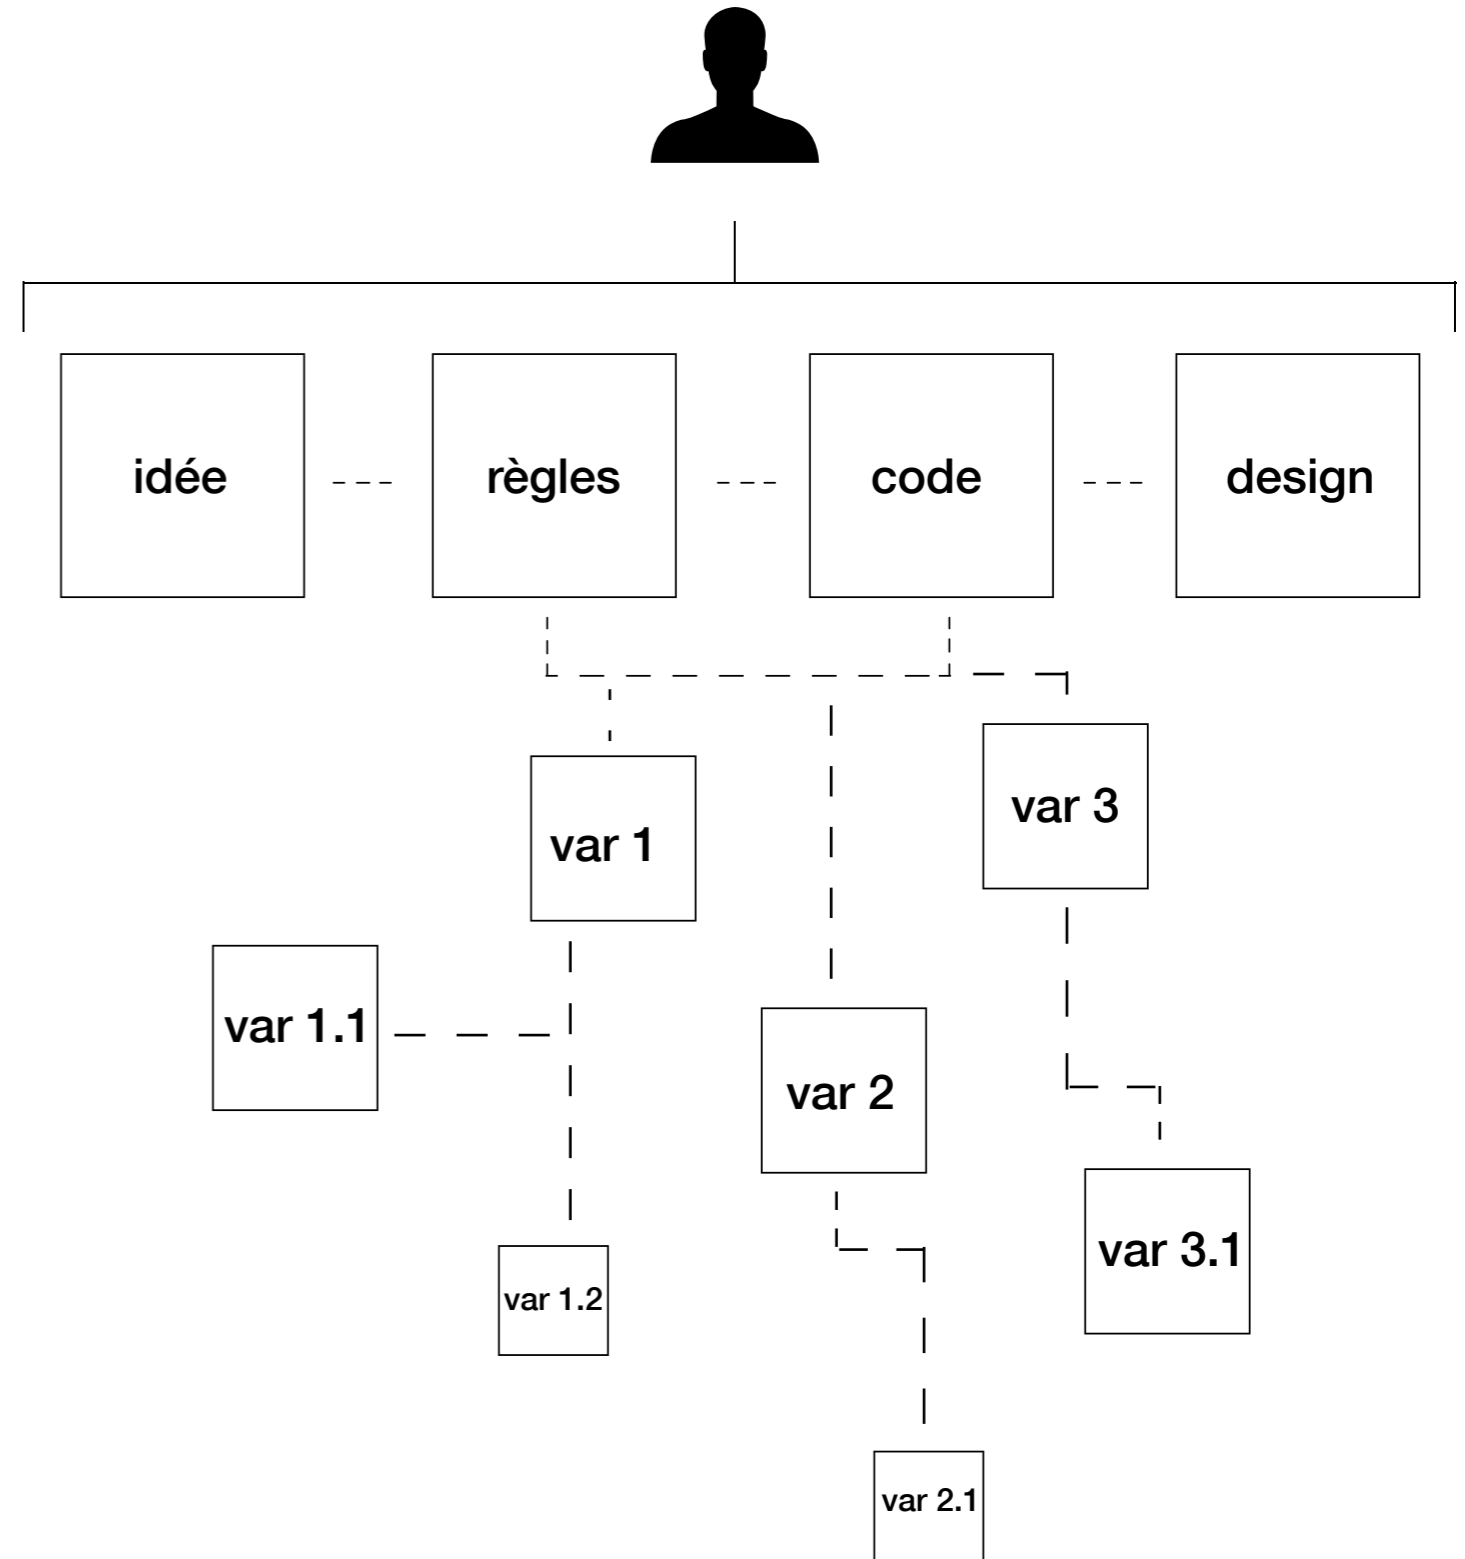 idée
règles
code
design
var 3
var 1
var 1.1
var 2
var 3.1
var 1.2
var 2.1